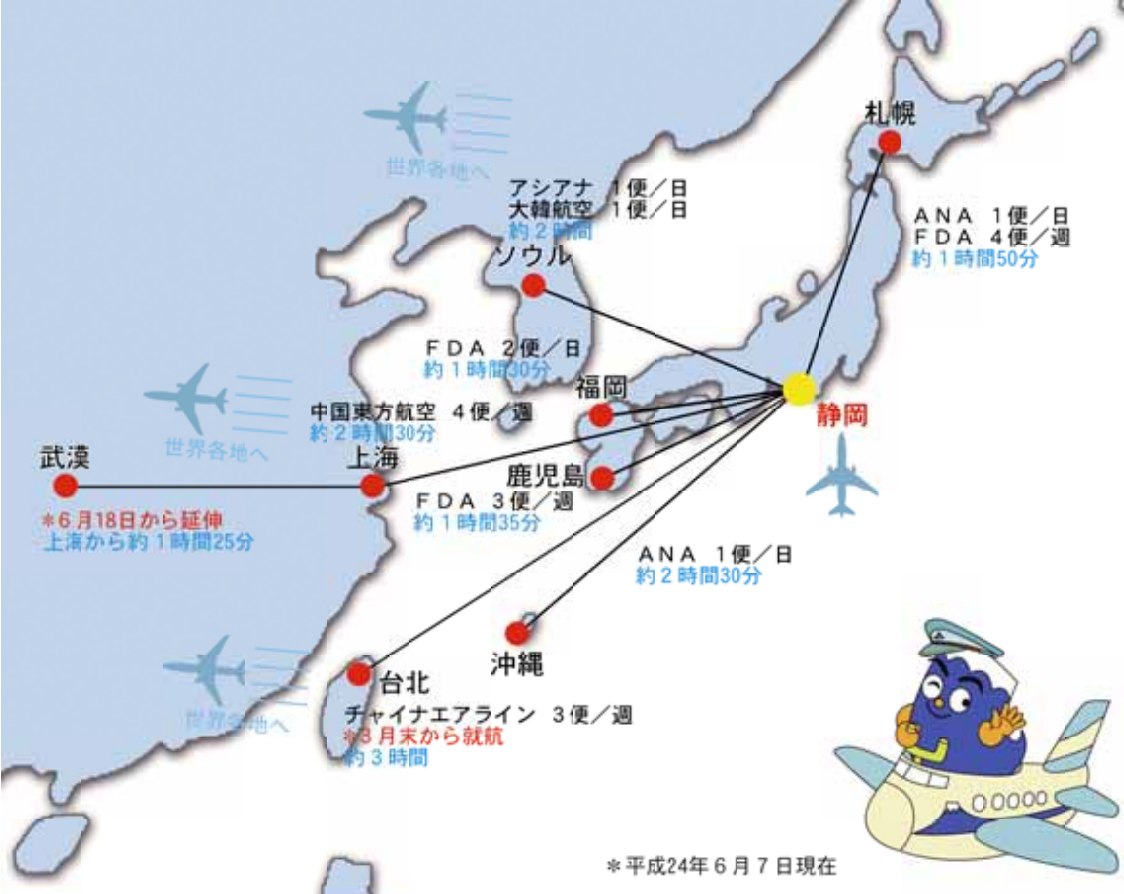 札幌
世界各地へ
アシアナ １便／日
大韓航空 １便／日
約２時間
ソウル
ＡＮＡ １便／日
ＦＤＡ ４便／週
約１時間50分
ＦＤＡ ２便／日
約１時間30分
福岡
中国東方航空 ４便／週
約２時間30分
静岡
世界各地へ
武漢
上海
鹿児島
ＦＤＡ ３便／週
約１時間35分
＊６月18日から延伸
上海から約１時間25分
ＡＮＡ １便／日
約２時間30分
沖縄
台北
世界各地へ
チャイナエアライン ３便／週
＊３月末から就航
約３時間
＊平成24年６月７日現在